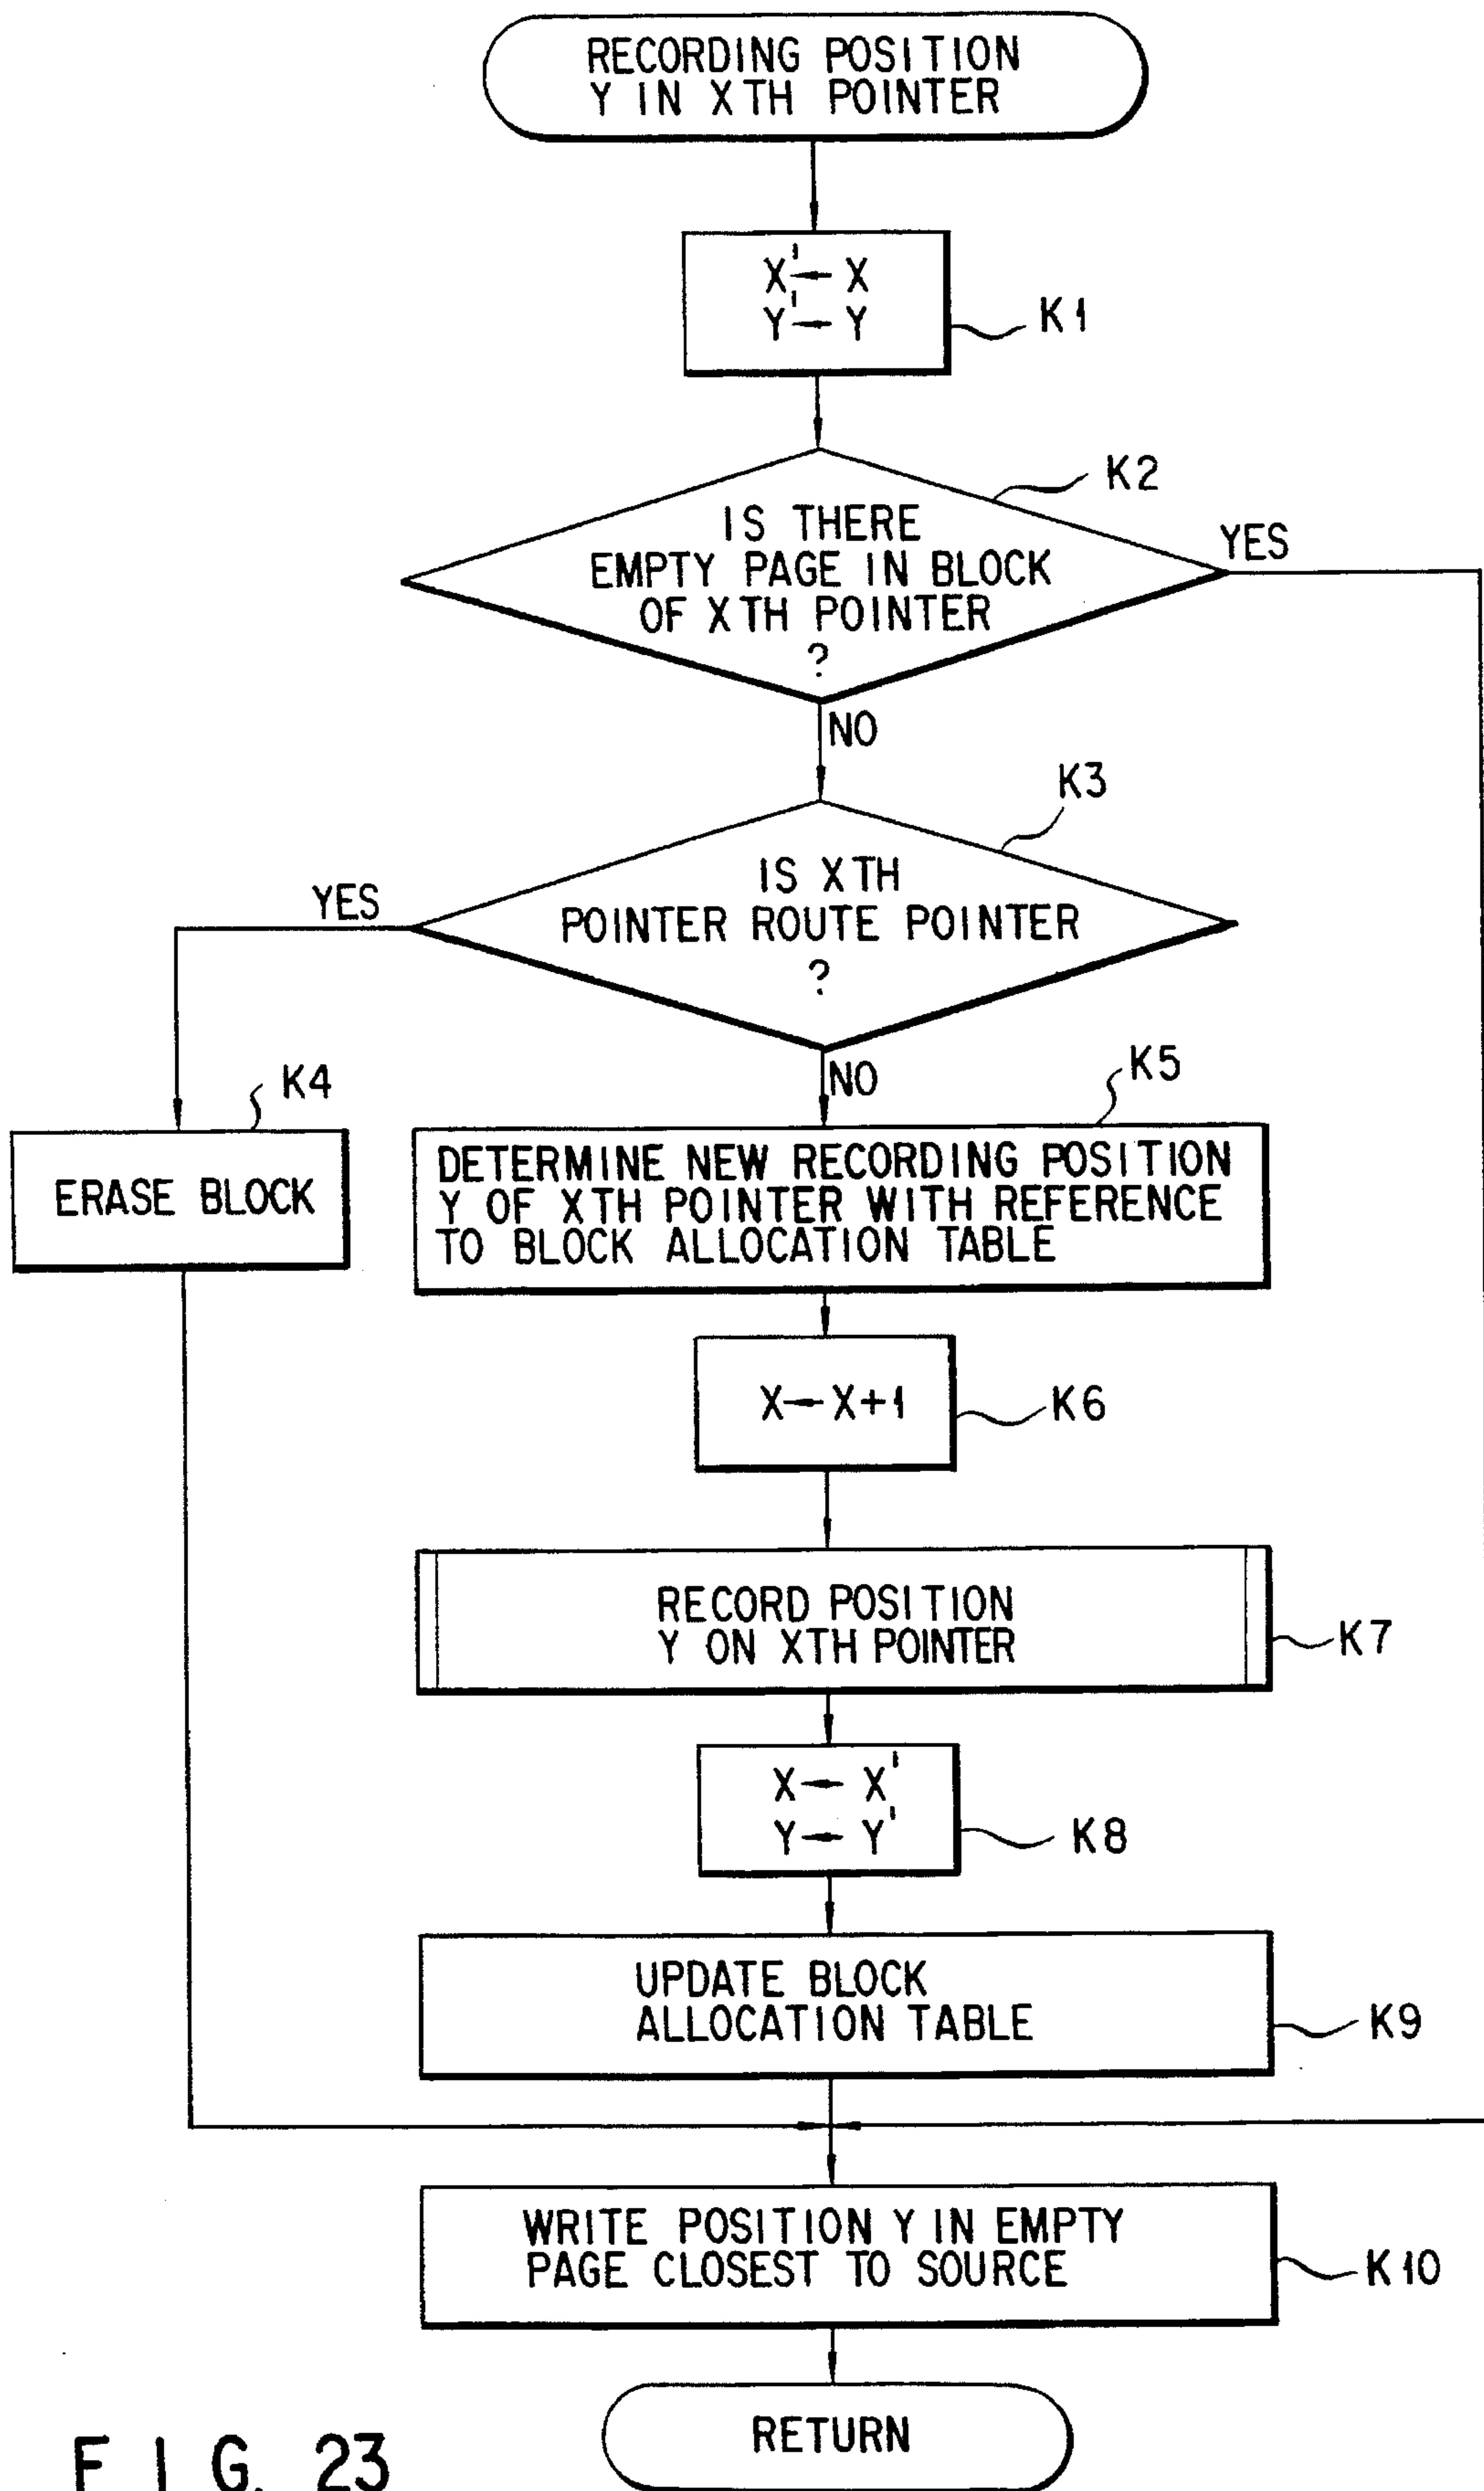 RECORDING POSITION
Y IN XTH POINTER
X'← X
Y'← Y
K1
K2
IS THERE
EMPTY PAGE IN BLOCK
OF XTH POINTER
?
YES
NO
K3
IS XTH
POINTER ROUTE POINTER
?
YES
NO
K4
ERASE BLOCK
K5
DETERMINE NEW RECORDING POSITION
Y OF XTH POINTER WITH REFERENCE
TO BLOCK ALLOCATION TABLE
X← X+1
K6
RECORD POSITION
Y ON XTH POINTER
K7
X← X'
Y← Y'
K8
UPDATE BLOCK
ALLOCATION TABLE
K9
WRITE POSITION Y IN EMPTY
PAGE CLOSEST TO SOURCE
K10
RETURN
FIG. 23